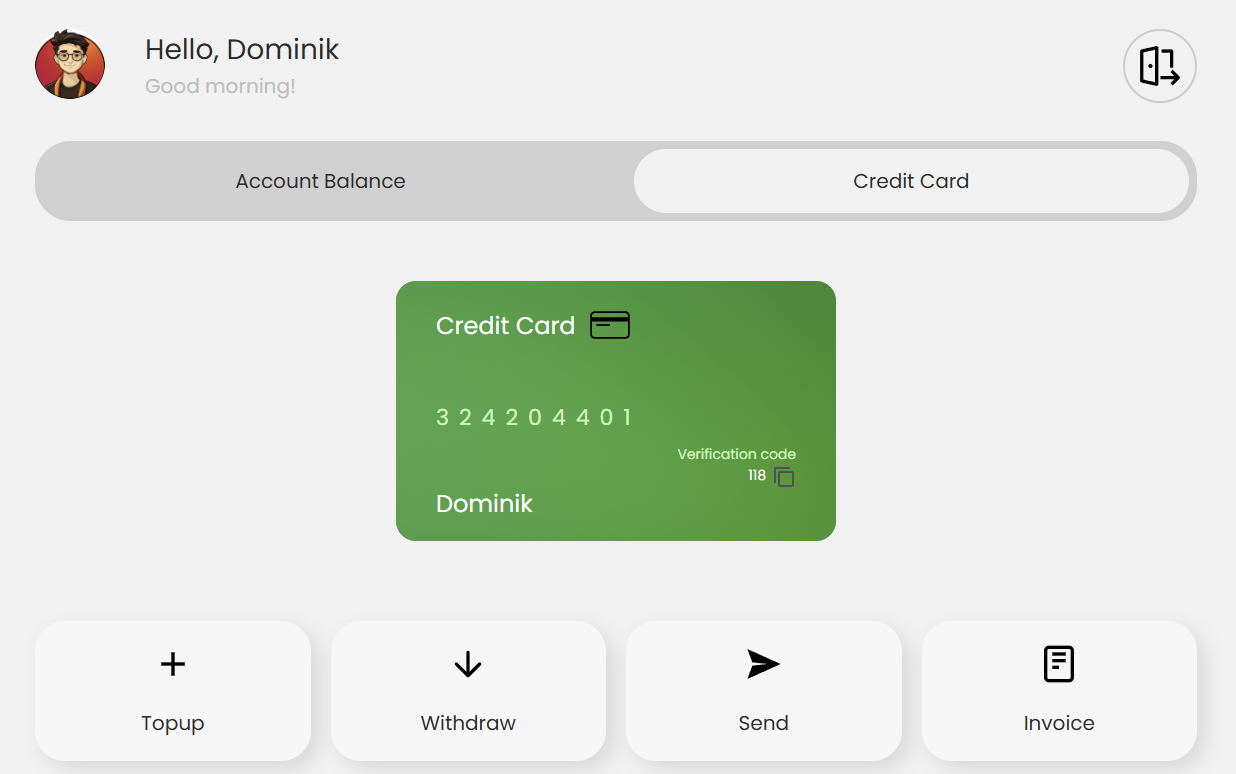 Hello, Dominik
Good morning!
Account Balance
Credit Card
Credit Card
3 2 4 2 0 4 4 0 1
Verification code
118
Dominik
Topup
Withdraw
Send
Invoice